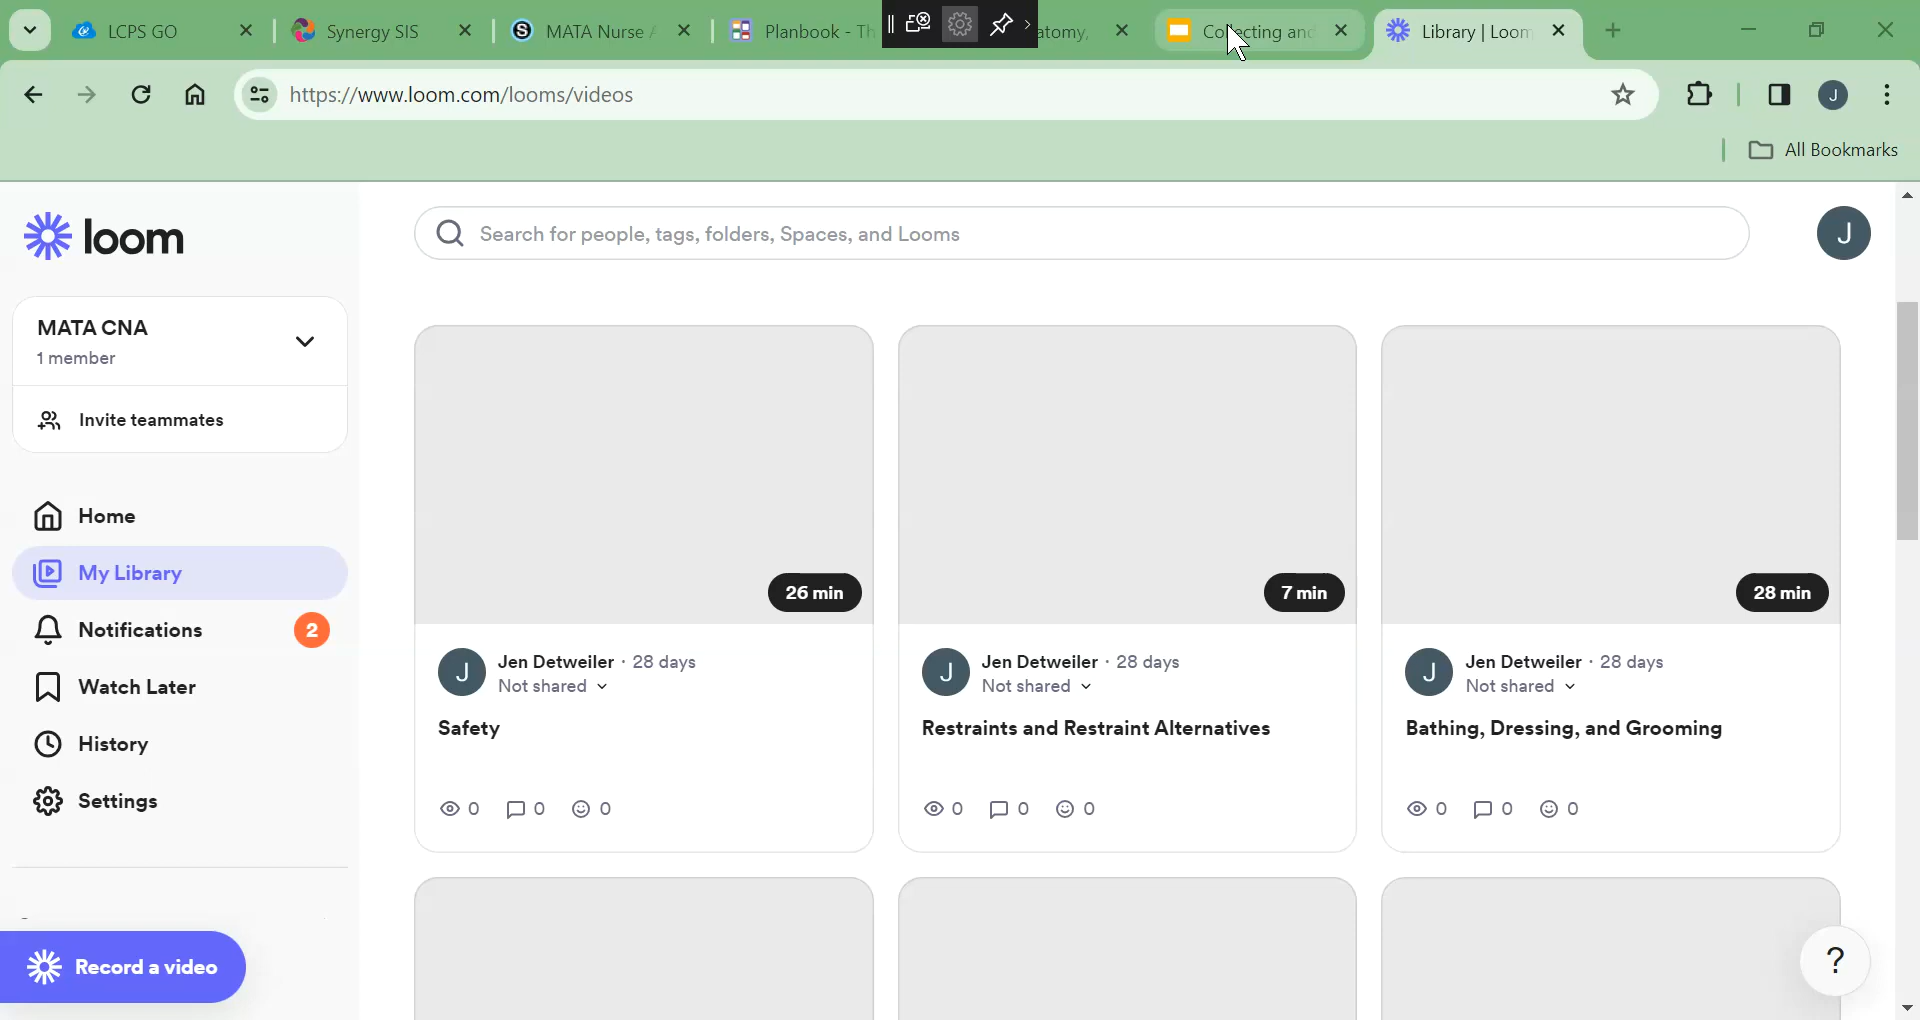 LCPS GO
Synergy SIS
MATA Nurse A
Planbook - Th
atomy,
Collecting and
Library | Loom
https://www.loom.com/looms/videos
J
All Bookmarks
loom
Search for people, tags, folders, Spaces, and Looms
J
MATA CNA
1 member
Invite teammates
Home
My Library
Notifications
2
Watch Later
History
Settings
Record a video
26 min
J
Jen Detweiler · 28 days
Not shared
Safety
0 0 0
7 min
J
Jen Detweiler · 28 days
Not shared
Restraints and Restraint Alternatives
0 0 0
28 min
J
Jen Detweiler · 28 days
Not shared
Bathing, Dressing, and Grooming
0 0 0
?